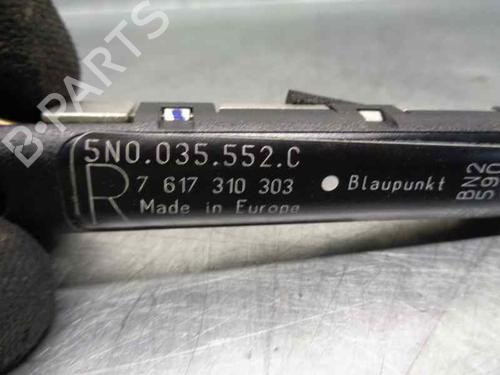 B-PARTS
5N0.035.552.C
R 7 617 310 303 Blaupunkt
Made in Europe
BN2
590